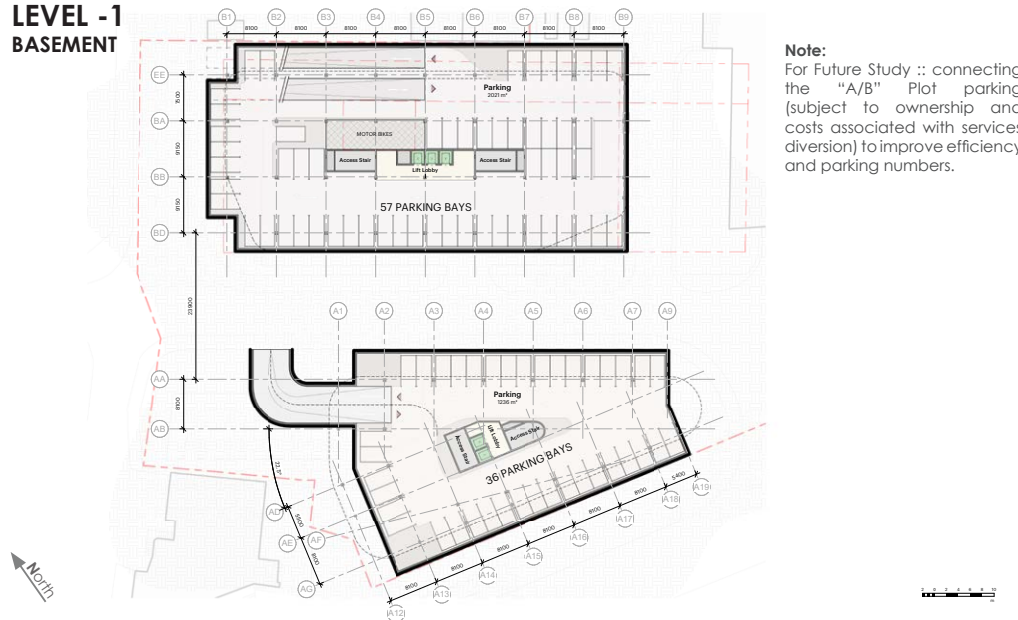 LEVEL -1
BASEMENT
B1 B2 B3 B4 B5 B6 B7 B8 B9
8100 8100 8100 8100 8100 8100 8100 8100
EE
7500
BA
9150
BB
9150
BD
23900
Parking
2021 m²
MOTOR BIKES
Access Stair
Lift Lobby
Access Stair
57 PARKING BAYS
Note:
For Future Study :: connecting
the “A/B” Plot parking
(subject to ownership and
costs associated with services
diversion) to improve efficiency
and parking numbers.
A1 A2 A3 A4 A5 A6 A7 A9
AA
8100
AB
Parking
1236 m²
Access Stair
Lift Lobby
Access Stair
36 PARKING BAYS
22.5°
AD
5500
AE
AF
8100
AG
A12 A13 A14 A15 A16 A17 A18 A19
8100 8100 8100 8100 8100 5400
North
m